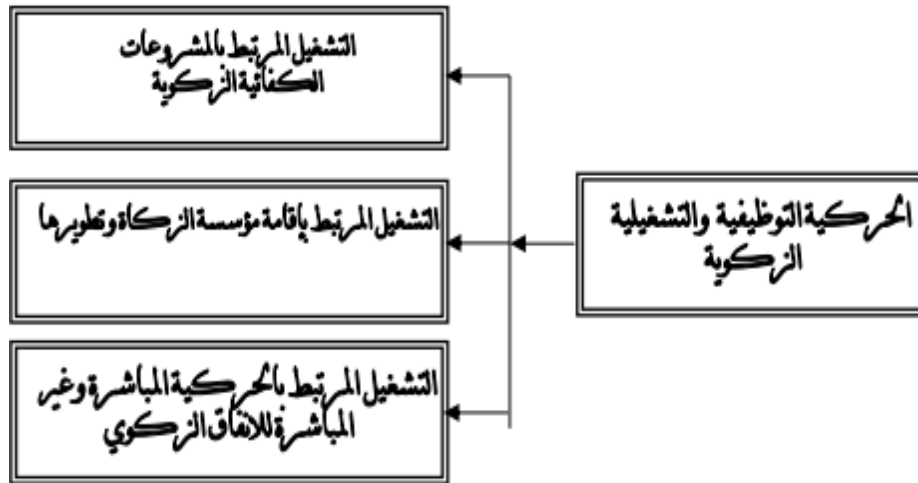 الحركية التوظيفية والتشغيلية
الزكوية
التشغيل المرتبط بالمشروعات
الكفائية الزكوية
التشغيل المرتبط بإقامة مؤسسة الزكاة وتطويرها
التشغيل المرتبط بالحركية المباشرة وغير
المباشرة للانفاق الزكوي